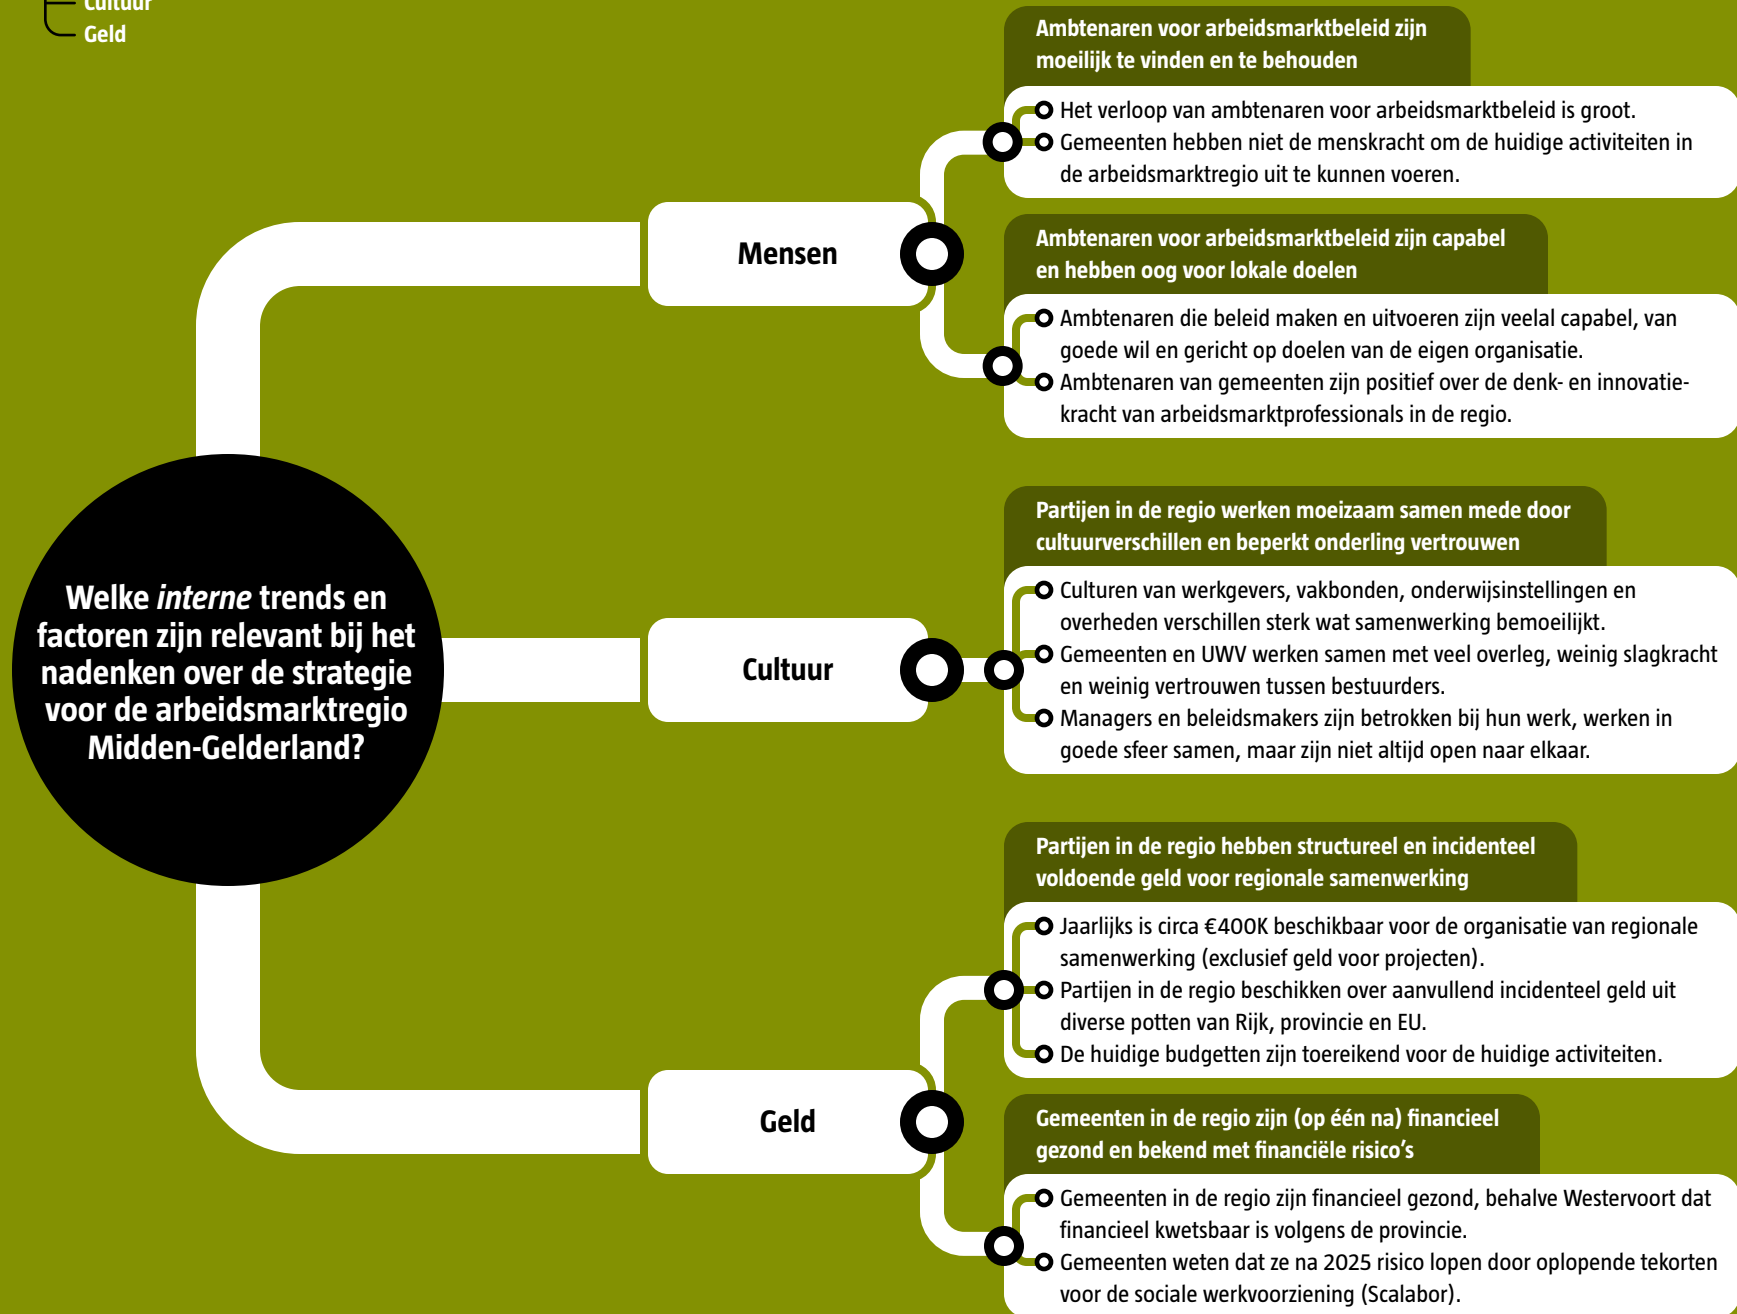 Cultuur
Geld
Ambtenaren voor arbeidsmarktbeleid zijn
moeilijk te vinden en te behouden
Het verloop van ambtenaren voor arbeidsmarktbeleid is groot.
Gemeenten hebben niet de menskracht om de huidige activiteiten in
de arbeidsmarktregio uit te kunnen voeren.
Mensen
Ambtenaren voor arbeidsmarktbeleid zijn capabel
en hebben oog voor lokale doelen
Ambtenaren die beleid maken en uitvoeren zijn veelal capabel, van
goede wil en gericht op doelen van de eigen organisatie.
Ambtenaren van gemeenten zijn positief over de denk- en innovatie-
kracht van arbeidsmarktprofessionals in de regio.
Welke interne trends en
factoren zijn relevant bij het
nadenken over de strategie
voor de arbeidsmarktregio
Midden-Gelderland?
Cultuur
Partijen in de regio werken moeizaam samen mede door
cultuurverschillen en beperkt onderling vertrouwen
Culturen van werkgevers, vakbonden, onderwijsinstellingen en
overheden verschillen sterk wat samenwerking bemoeilijkt.
Gemeenten en UWV werken samen met veel overleg, weinig slagkracht
en weinig vertrouwen tussen bestuurders.
Managers en beleidsmakers zijn betrokken bij hun werk, werken in
goede sfeer samen, maar zijn niet altijd open naar elkaar.
Partijen in de regio hebben structureel en incidenteel
voldoende geld voor regionale samenwerking
Jaarlijks is circa €400K beschikbaar voor de organisatie van regionale
samenwerking (exclusief geld voor projecten).
Partijen in de regio beschikken over aanvullend incidenteel geld uit
diverse potten van Rijk, provincie en EU.
De huidige budgetten zijn toereikend voor de huidige activiteiten.
Geld
Gemeenten in de regio zijn (op één na) financieel
gezond en bekend met financiële risico's
Gemeenten in de regio zijn financieel gezond, behalve Westervoort dat
financieel kwetsbaar is volgens de provincie.
Gemeenten weten dat ze na 2025 risico lopen door oplopende tekorten
voor de sociale werkvoorziening (Scalabor).